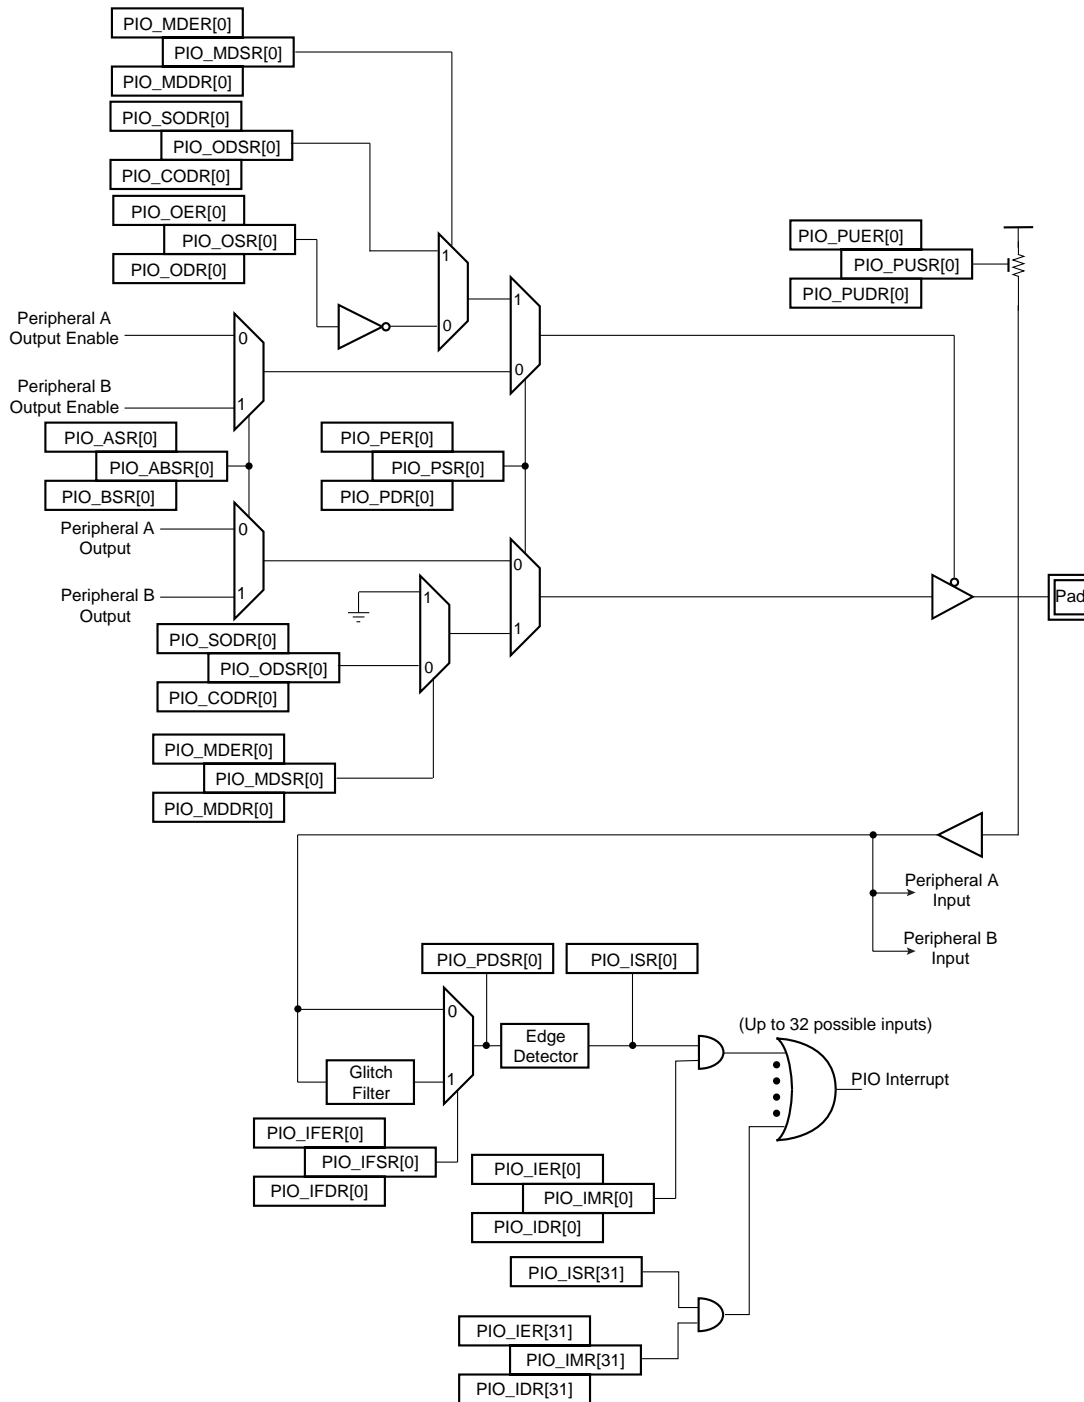 PIO_MDER[0]
PIO_MDSR[0]
PIO_MDDR[0]
PIO_SODR[0]
PIO_ODSR[0]
PIO_CODR[0]
PIO_OER[0]
PIO_OSR[0]
PIO_ODR[0]
1
0
PIO_PUER[0]
PIO_PUSR[0]
PIO_PUDR[0]
Peripheral A
Output Enable
0
Peripheral B
Output Enable
1
1
0
PIO_ASR[0]
PIO_ABSR[0]
PIO_BSR[0]
PIO_PER[0]
PIO_PSR[0]
PIO_PDR[0]
Peripheral A
Output
0
Peripheral B
Output
1
0
1
1
0
Pad
PIO_SODR[0]
PIO_ODSR[0]
PIO_CODR[0]
PIO_MDER[0]
PIO_MDSR[0]
PIO_MDDR[0]
Peripheral A
Input
Peripheral B
Input
PIO_PDSR[0]
PIO_ISR[0]
0
1
Edge
Detector
Glitch
Filter
(Up to 32 possible inputs)
PIO Interrupt
PIO_IFER[0]
PIO_IFSR[0]
PIO_IFDR[0]
PIO_IER[0]
PIO_IMR[0]
PIO_IDR[0]
PIO_ISR[31]
PIO_IER[31]
PIO_IMR[31]
PIO_IDR[31]